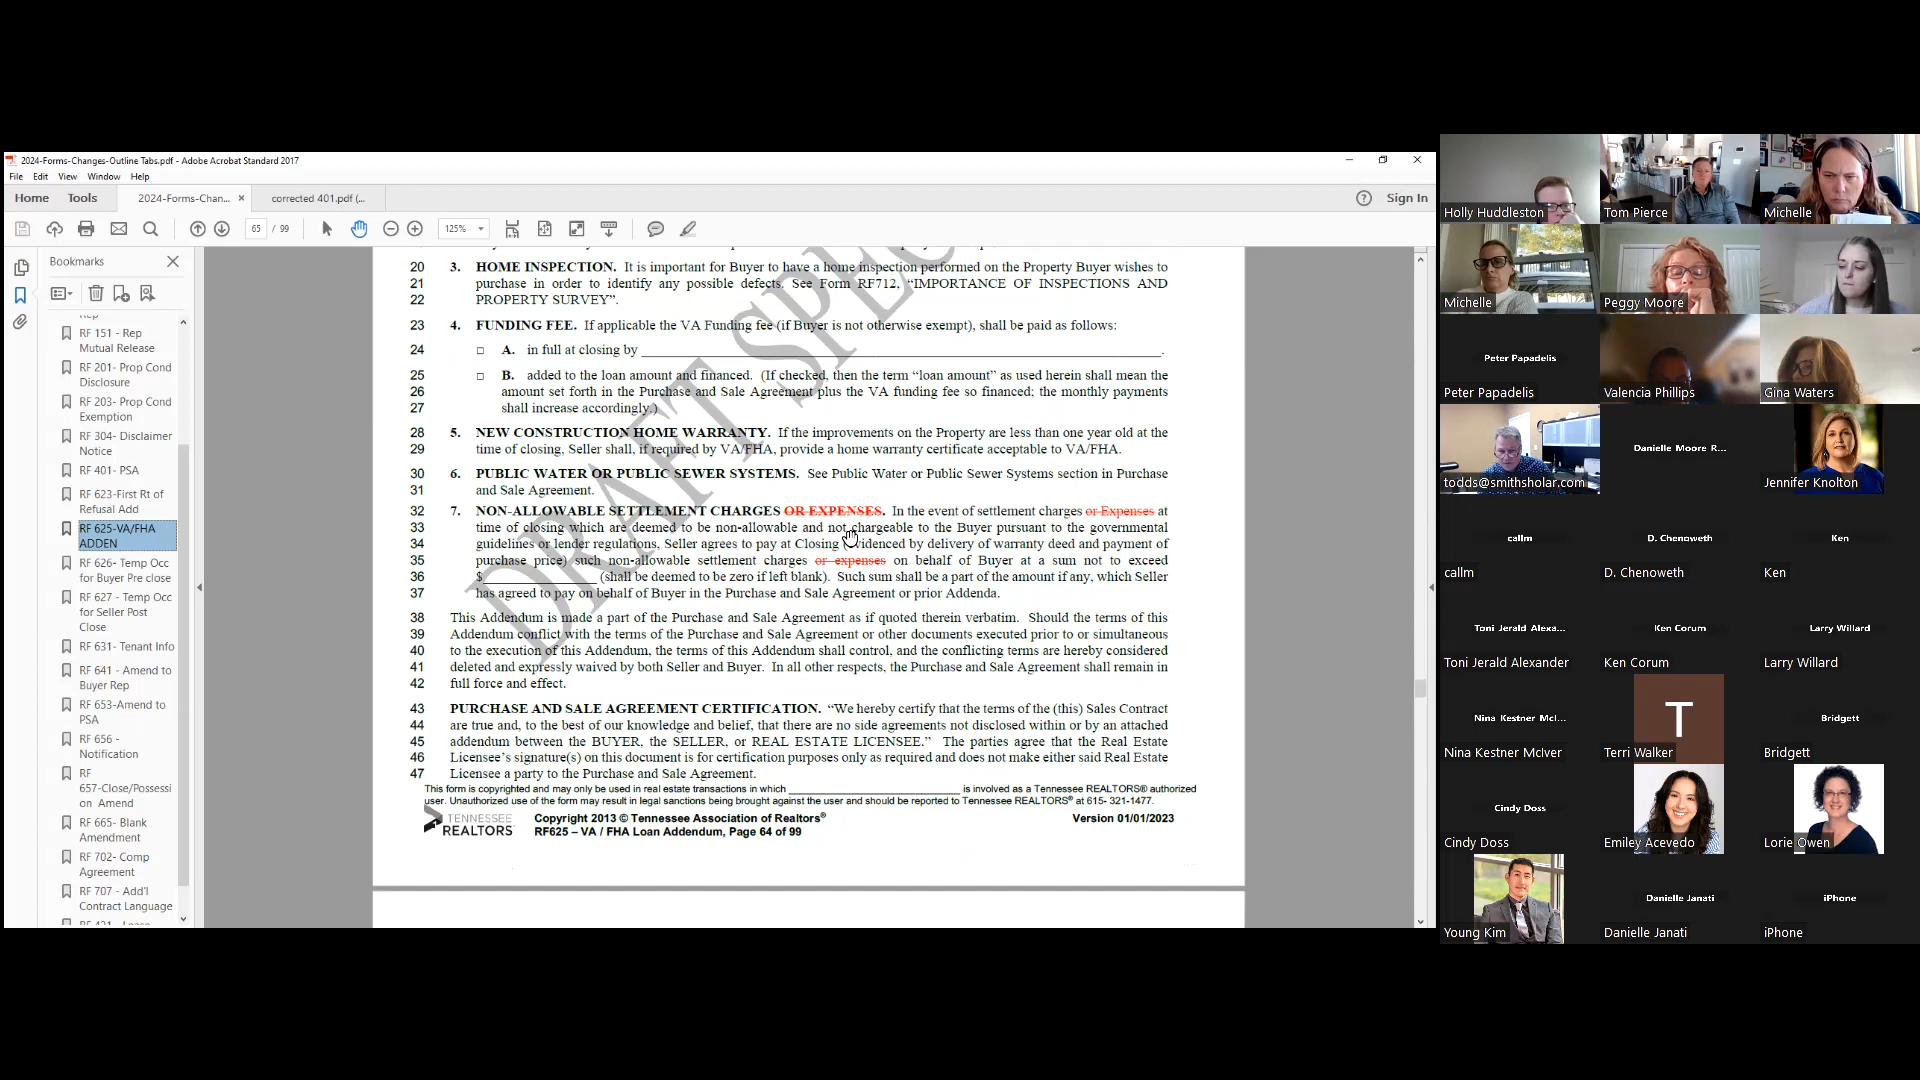 2024-Forms-Changes-Outline Tabs.pdf - Adobe Acrobat Standard 2017
File Edit View Window Help
Home Tools 2024-Forms-Chan... × corrected 401.pdf (... Sign In
65 / 99 125%
Bookmarks
RF 151 - Rep
Mutual Release
RF 201- Prop Cond
Disclosure
RF 203- Prop Cond
Exemption
RF 304- Disclaimer
Notice
RF 401- PSA
RF 623-First Rt of
Refusal Add
RF 625-VA/FHA
ADDEN
RF 626- Temp Occ
for Buyer Pre close
RF 627 - Temp Occ
for Seller Post
Close
RF 631- Tenant Info
RF 641 - Amend to
Buyer Rep
RF 653-Amend to
PSA
RF 656 -
Notification
RF
657-Close/Possessi
on Amend
RF 665- Blank
Amendment
RF 702- Comp
Agreement
RF 707 - Add'l
Contract Language
20 3. HOME INSPECTION. It is important for Buyer to have a home inspection performed on the Property Buyer wishes to
21 purchase in order to identify any possible defects. See Form RF712, “IMPORTANCE OF INSPECTIONS AND
22 PROPERTY SURVEY”.
23 4. FUNDING FEE. If applicable the VA Funding fee (if Buyer is not otherwise exempt), shall be paid as follows:
24 □ A. in full at closing by ______________________________.
25 □ B. added to the loan amount and financed. (If checked, then the term “loan amount” as used herein shall mean the
26 amount set forth in the Purchase and Sale Agreement plus the VA funding fee so financed; the monthly payments
27 shall increase accordingly.)
28 5. NEW CONSTRUCTION HOME WARRANTY. If the improvements on the Property are less than one year old at the
29 time of closing, Seller shall, if required by VA/FHA, provide a home warranty certificate acceptable to VA/FHA.
30 6. PUBLIC WATER OR PUBLIC SEWER SYSTEMS. See Public Water or Public Sewer Systems section in Purchase
31 and Sale Agreement.
32 7. NON-ALLOWABLE SETTLEMENT CHARGES OR EXPENSES. In the event of settlement charges or Expenses at
33 time of closing which are deemed to be non-allowable and not chargeable to the Buyer pursuant to the governmental
34 guidelines or lender regulations, Seller agrees to pay at Closing (evidenced by delivery of warranty deed and payment of
35 purchase price) such non-allowable settlement charges or expenses on behalf of Buyer at a sum not to exceed
36 $________________ (shall be deemed to be zero if left blank). Such sum shall be a part of the amount if any, which Seller
37 has agreed to pay on behalf of Buyer in the Purchase and Sale Agreement or prior Addenda.
38 This Addendum is made a part of the Purchase and Sale Agreement as if quoted therein verbatim. Should the terms of this
39 Addendum conflict with the terms of the Purchase and Sale Agreement or other documents executed prior to or simultaneous
40 to the execution of this Addendum, the terms of this Addendum shall control, and the conflicting terms are hereby considered
41 deleted and expressly waived by both Seller and Buyer. In all other respects, the Purchase and Sale Agreement shall remain in
42 full force and effect.
43 PURCHASE AND SALE AGREEMENT CERTIFICATION. “We hereby certify that the terms of the (this) Sales Contract
44 are true and, to the best of our knowledge and belief, that there are no side agreements not disclosed within or by an attached
45 addendum between the BUYER, the SELLER, or REAL ESTATE LICENSEE.” The parties agree that the Real Estate
46 Licensee’s signature(s) on this document is for certification purposes only as required and does not make either said Real Estate
47 Licensee a party to the Purchase and Sale Agreement.
This form is copyrighted and may only be used in real estate transactions in which ________________ is involved as a Tennessee REALTORS® authorized
user. Unauthorized use of the form may result in legal sanctions being brought against the user and should be reported to Tennessee REALTORS® at 615- 321-1477.
TENNESSEE
REALTORS
Copyright 2013 © Tennessee Association of Realtors® Version 01/01/2023
RF625 – VA / FHA Loan Addendum, Page 64 of 99
DRAFT SPEC
Holly Huddleston
Tom Pierce
Michelle
Michelle
Peggy Moore
Peter Papadelis
Peter Papadelis
Valencia Phillips
Gina Waters
todds@smithsholar.com
Danielle Moore R...
Jennifer Knolton
callm
callm
D. Chenoweth
D. Chenoweth
Ken
Ken
Toni Jerald Alexa...
Toni Jerald Alexander
Ken Corum
Ken Corum
Larry Willard
Larry Willard
Nina Kestner McI...
Nina Kestner McIver
T
Terri Walker
Bridgett
Bridgett
Cindy Doss
Cindy Doss
Emiley Acevedo
Lorie Owen
Young Kim
Danielle Janati
Danielle Janati
iPhone
iPhone